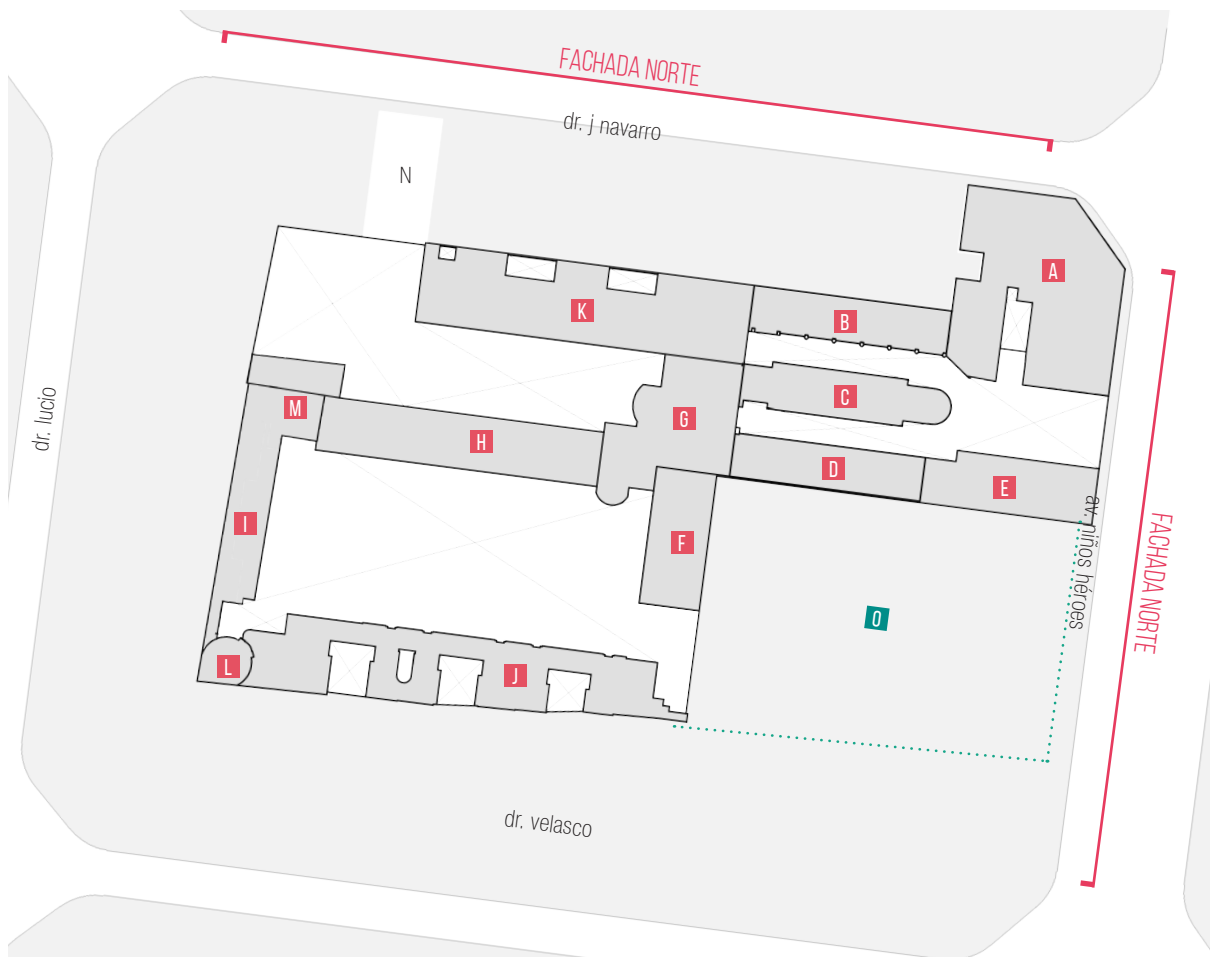 FACHADA NORTE
dr. j navarro
N
A
K
B
C
M
G
H
D
E
I
F
av. niños héroes
FACHADA NORTE
dr. lucio
O
L
J
dr. velasco